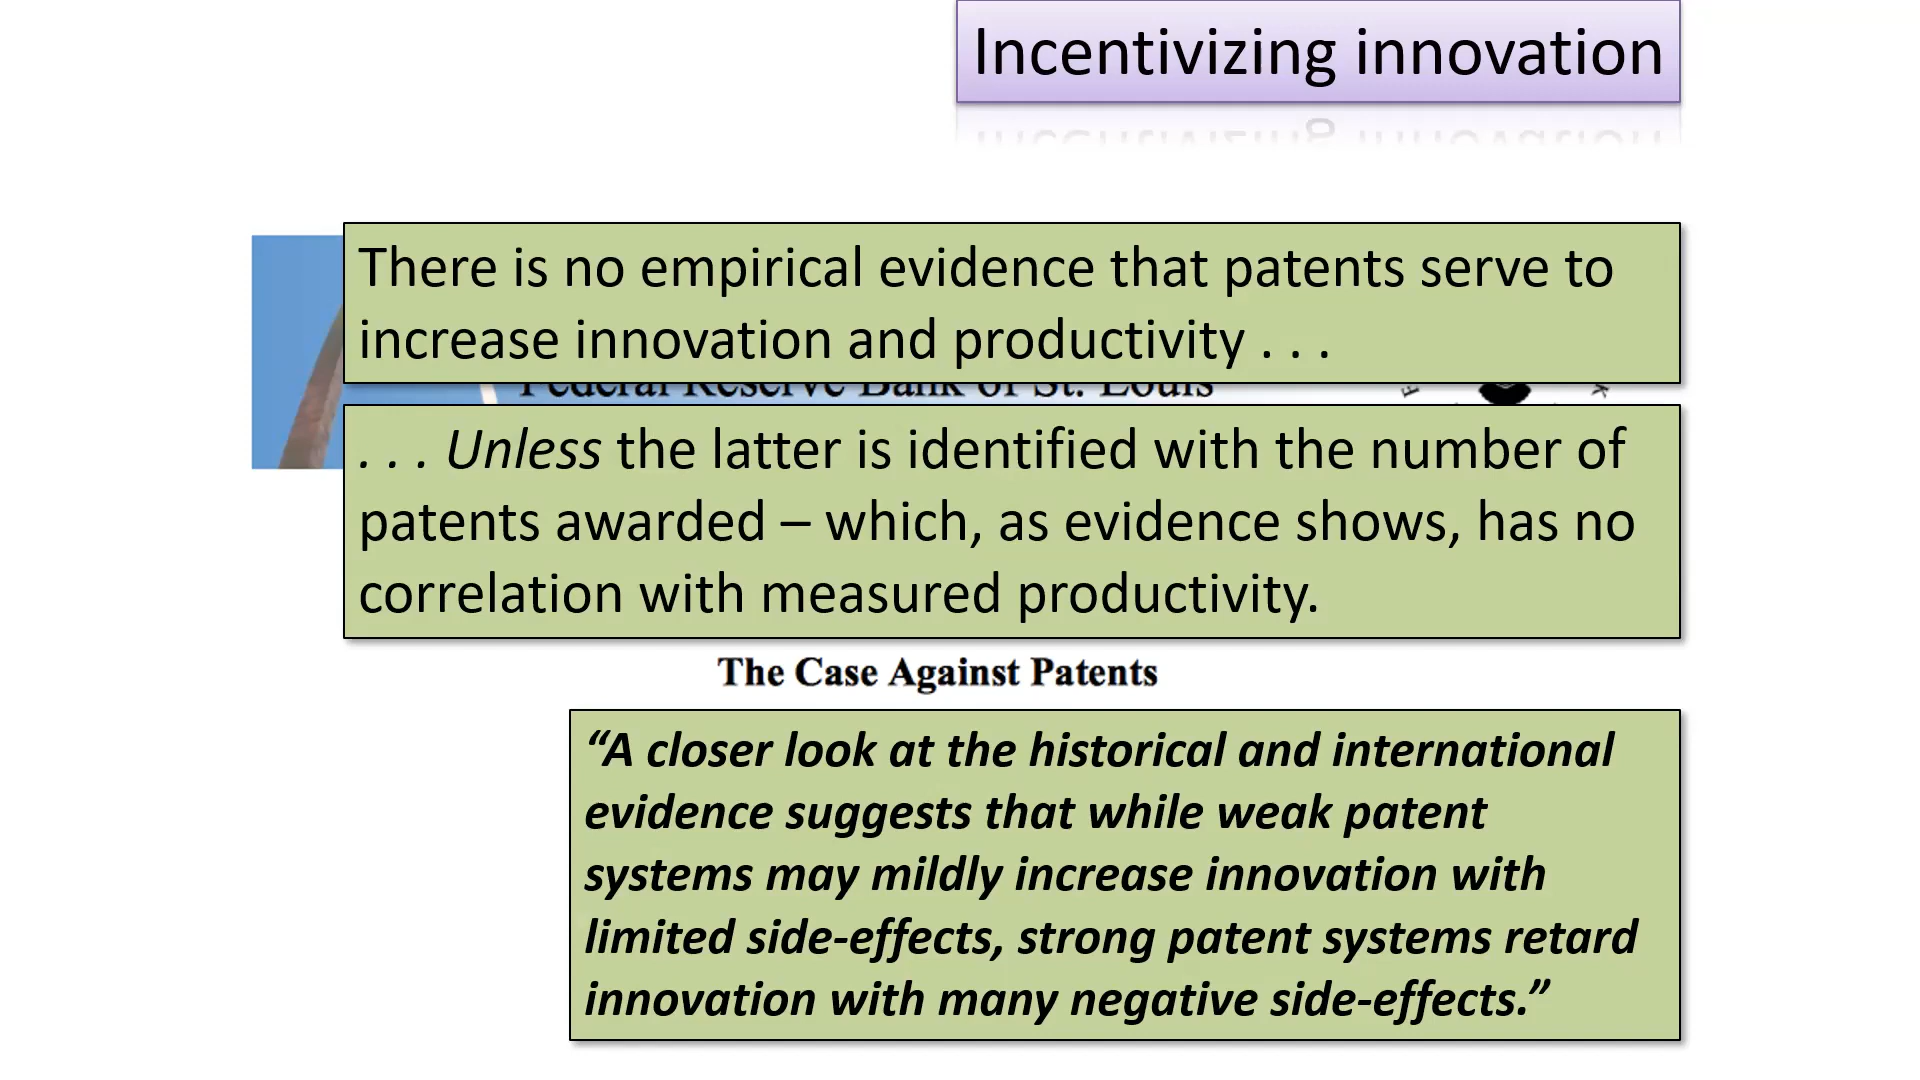 Incentivizing innovation
There is no empirical evidence that patents serve to
increase innovation and productivity . . .
Federal Reserve Bank of St. Louis
. . . Unless the latter is identified with the number of
patents awarded – which, as evidence shows, has no
correlation with measured productivity.
The Case Against Patents
“A closer look at the historical and international
evidence suggests that while weak patent
systems may mildly increase innovation with
limited side-effects, strong patent systems retard
innovation with many negative side-effects.”